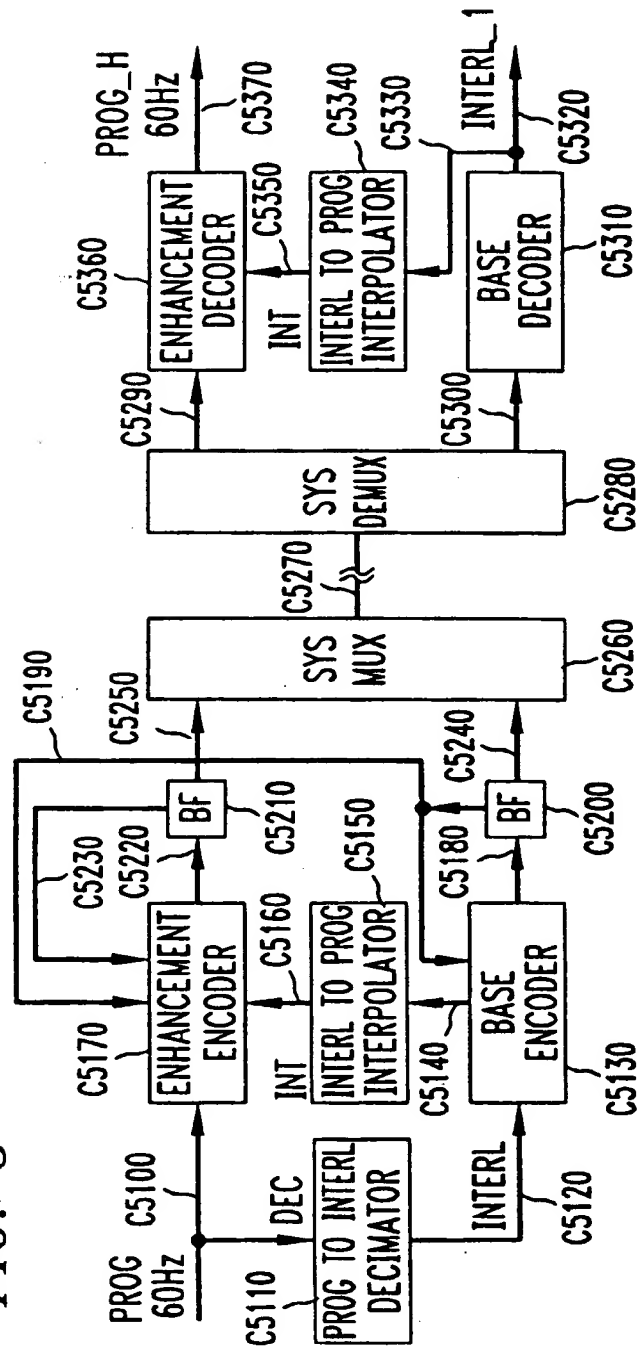 PROG
60Hz
C5100
DEC
C5110
PROG TO INTERL
DECIMATOR
INTERL
C5120
C5170
ENHANCEMENT
ENCODER
INT
C5160
INTERL TO PROG
INTERPOLATOR
C5150
C5140
BASE
ENCODER
C5130
C5230
C5220
BF
C5210
C5190
C5250
C5180
BF
C5200
C5240
SYS
MUX
C5260
C5270
SYS
DEMUX
C5280
C5290
C5300
C5360
ENHANCEMENT
DECODER
INT
C5350
INTERL TO PROG
INTERPOLATOR
C5340
C5330
BASE
DECODER
C5310
PROG_H
60Hz
C5370
INTERL_1
C5320